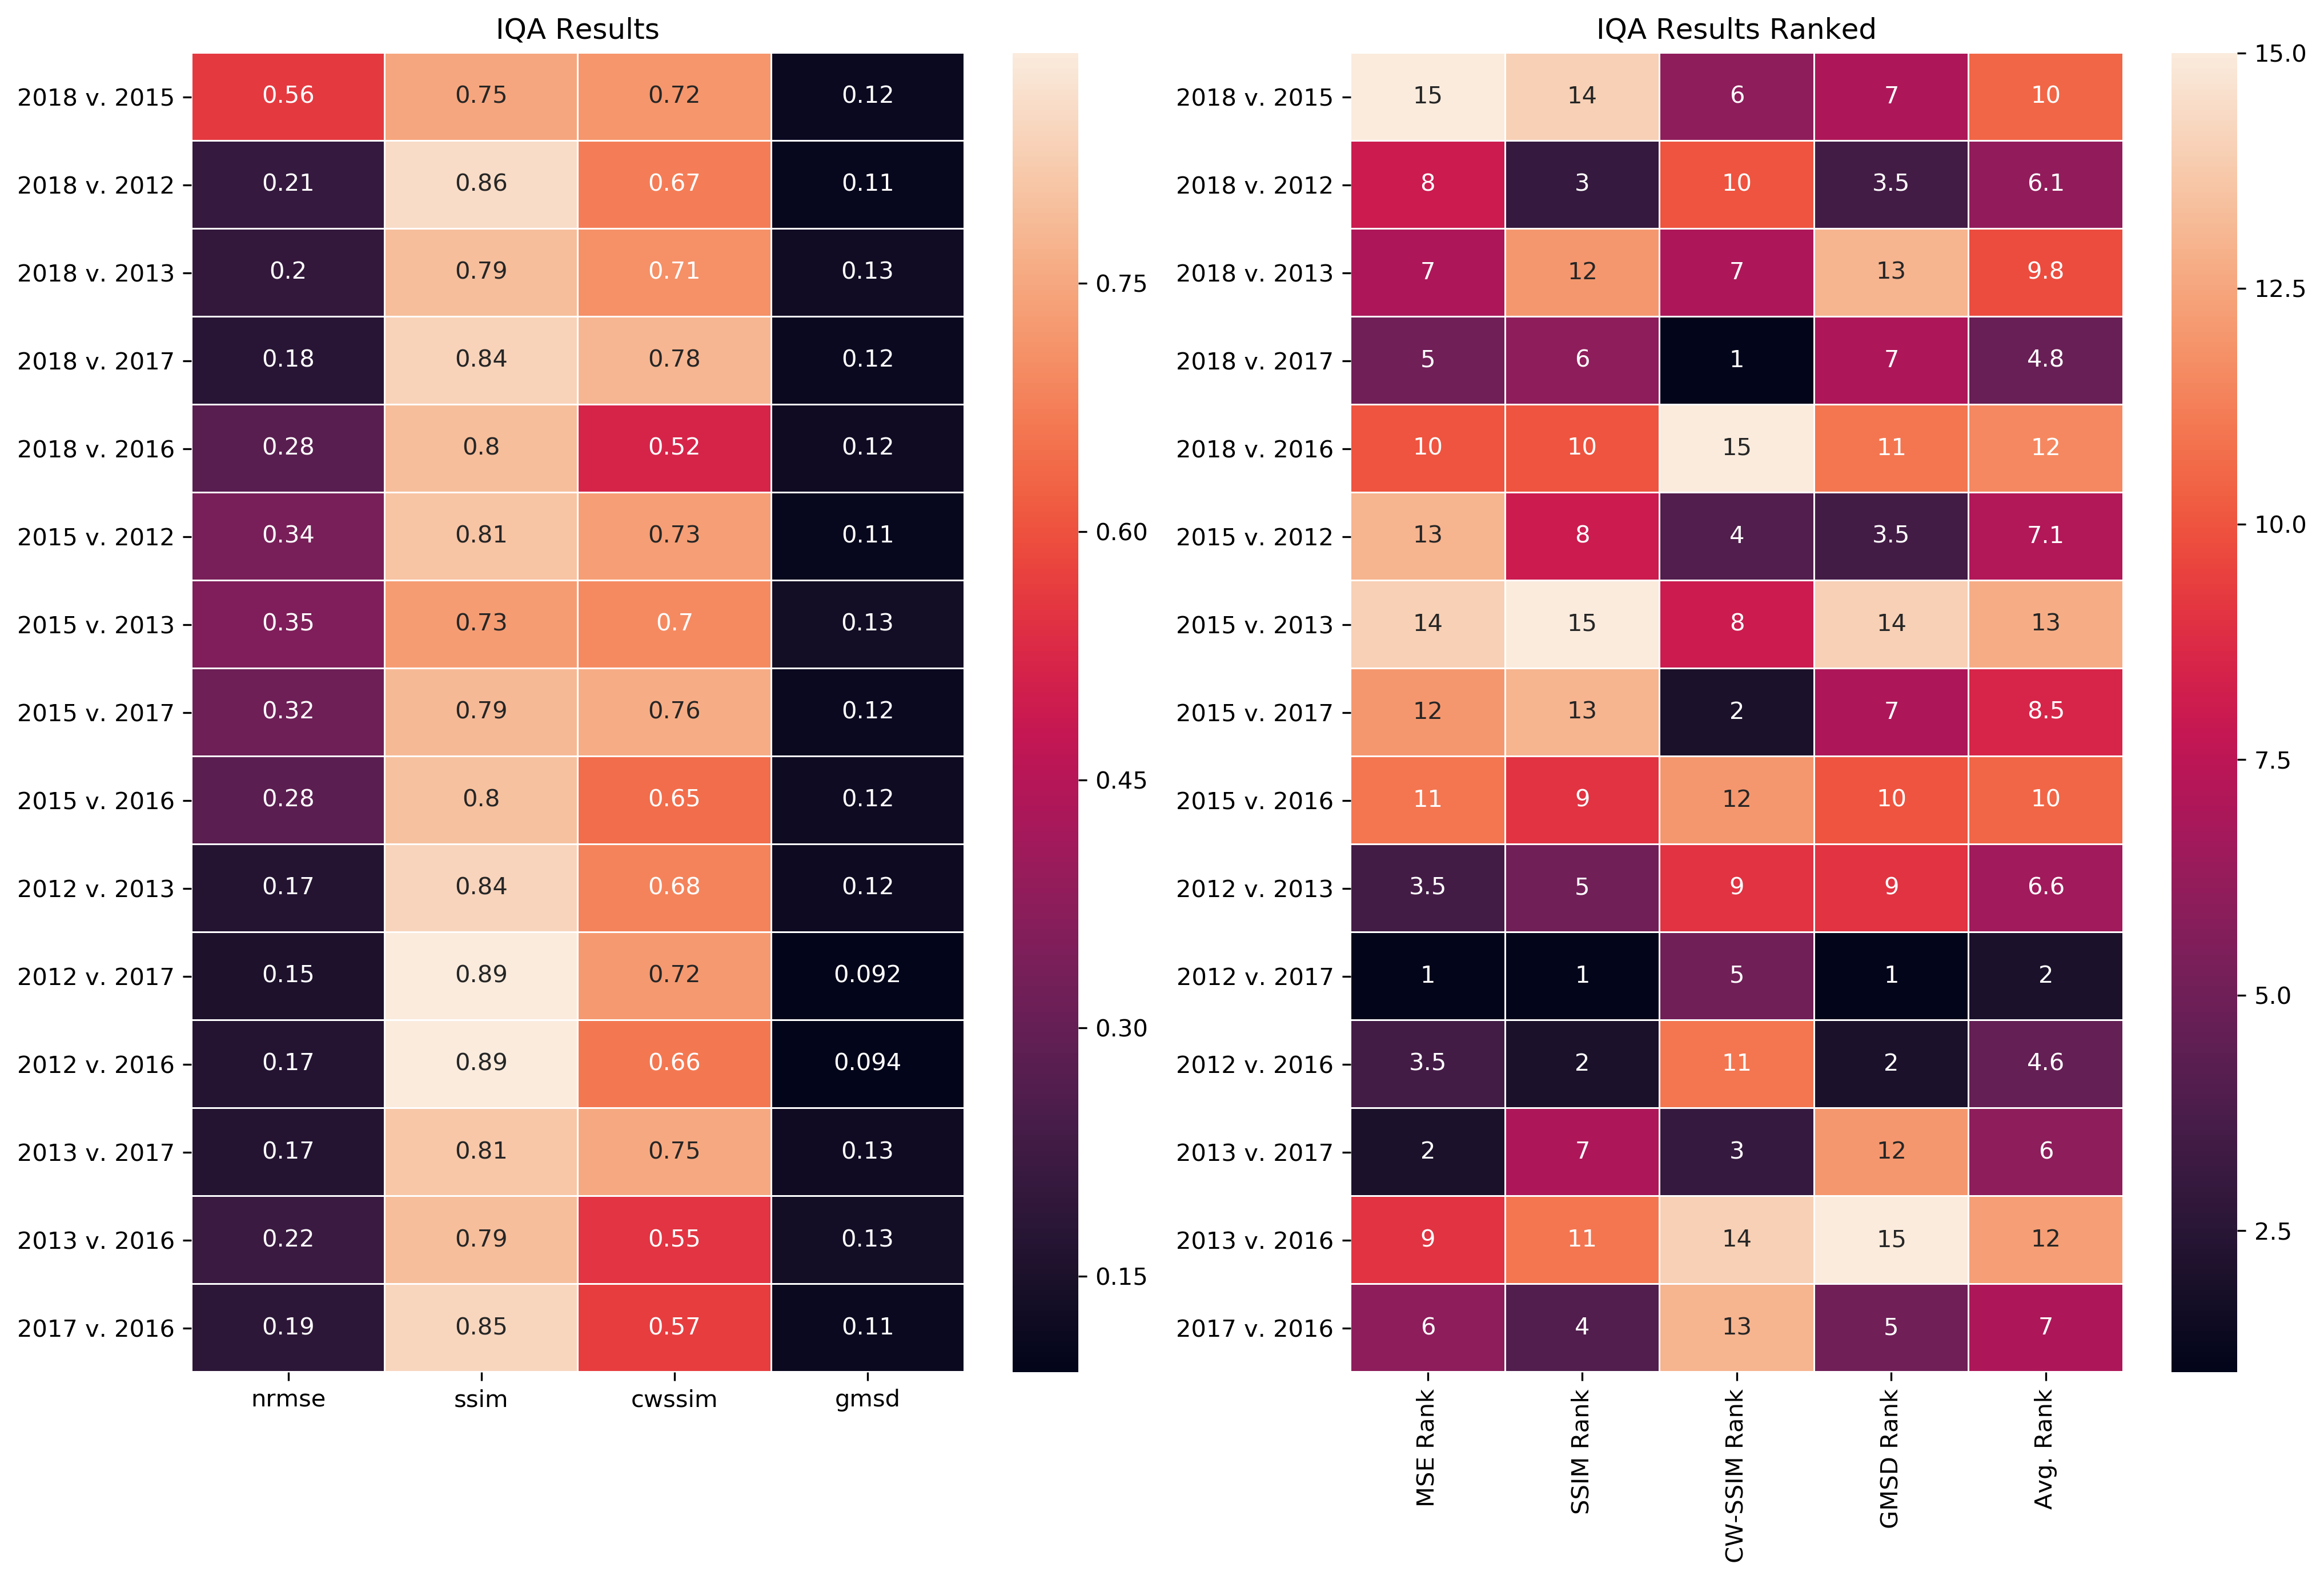 IQA Results
2018 v. 2015 0.56 0.75 0.72 0.12
2018 v. 2012 0.21 0.86 0.67 0.11
2018 v. 2013 0.2 0.79 0.71 0.13
2018 v. 2017 0.18 0.84 0.78 0.12
2018 v. 2016 0.28 0.8 0.52 0.12
2015 v. 2012 0.34 0.81 0.73 0.11
2015 v. 2013 0.35 0.73 0.7 0.13
2015 v. 2017 0.32 0.79 0.76 0.12
2015 v. 2016 0.28 0.8 0.65 0.12
2012 v. 2013 0.17 0.84 0.68 0.12
2012 v. 2017 0.15 0.89 0.72 0.092
2012 v. 2016 0.17 0.89 0.66 0.094
2013 v. 2017 0.17 0.81 0.75 0.13
2013 v. 2016 0.22 0.79 0.55 0.13
2017 v. 2016 0.19 0.85 0.57 0.11
nrmse ssim cwssim gmsd
0.75
0.60
0.45
0.30
0.15
IQA Results Ranked
2018 v. 2015 15 14 6 7 10
2018 v. 2012 8 3 10 3.5 6.1
2018 v. 2013 7 12 7 13 9.8
2018 v. 2017 5 6 1 7 4.8
2018 v. 2016 10 10 15 11 12
2015 v. 2012 13 8 4 3.5 7.1
2015 v. 2013 14 15 8 14 13
2015 v. 2017 12 13 2 7 8.5
2015 v. 2016 11 9 12 10 10
2012 v. 2013 3.5 5 9 9 6.6
2012 v. 2017 1 1 5 1 2
2012 v. 2016 3.5 2 11 2 4.6
2013 v. 2017 2 7 3 12 6
2013 v. 2016 9 11 14 15 12
2017 v. 2016 6 4 13 5 7
MSE Rank
SSIM Rank
CW-SSIM Rank
GMSD Rank
Avg. Rank
15.0
12.5
10.0
7.5
5.0
2.5